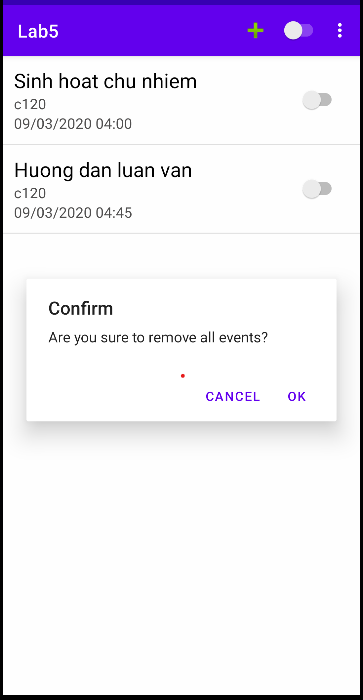 Lab5
Sinh hoat chu nhiem
c120
09/03/2020 04:00
Huong dan luan van
c120
09/03/2020 04:45
Confirm
Are you sure to remove all events?
CANCEL OK